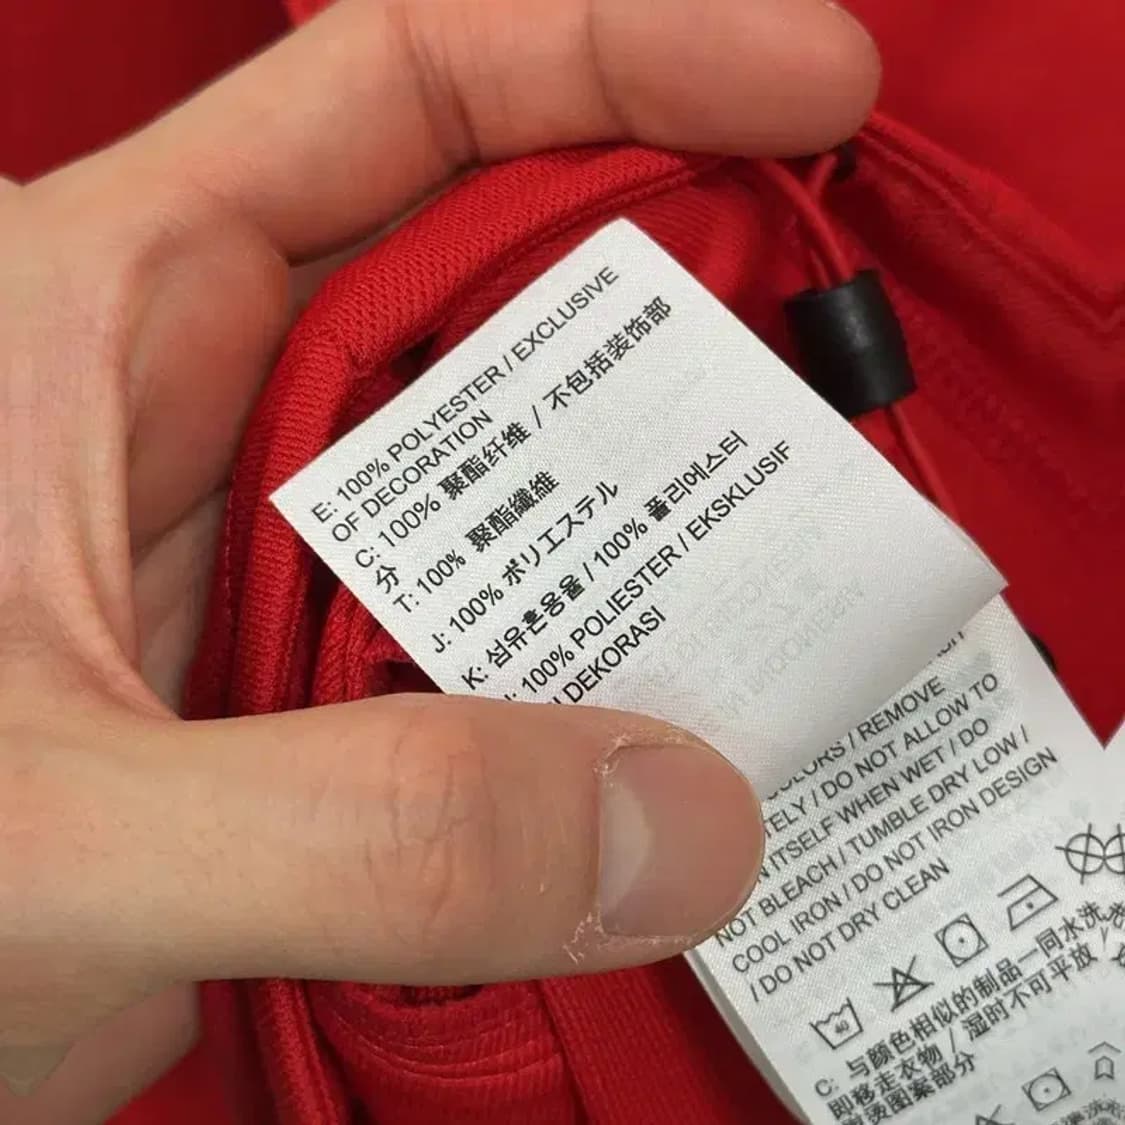 E: 100% POLYESTER / EXCLUSIVE
OF DECORATION
C: 100% 聚酯纤维 / 不包括装饰部
分
T: 100% 聚酯纖維
J: 100% ポリエステル
K: 섬유혼용율 / 100% 폴리에스터
100% POLIESTER / EKSKLUSIF
DEKORASI
/ REMOVE
/ DO NOT ALLOW TO
ITSELF WHEN WET / DO
NOT BLEACH / TUMBLE DRY LOW /
COOL IRON / DO NOT IRON DESIGN
/ DO NOT DRY CLEAN
40
C: 与颜色相似的制品一同水洗
即移走衣物 / 湿时不可平放 /
熨烫图案部分